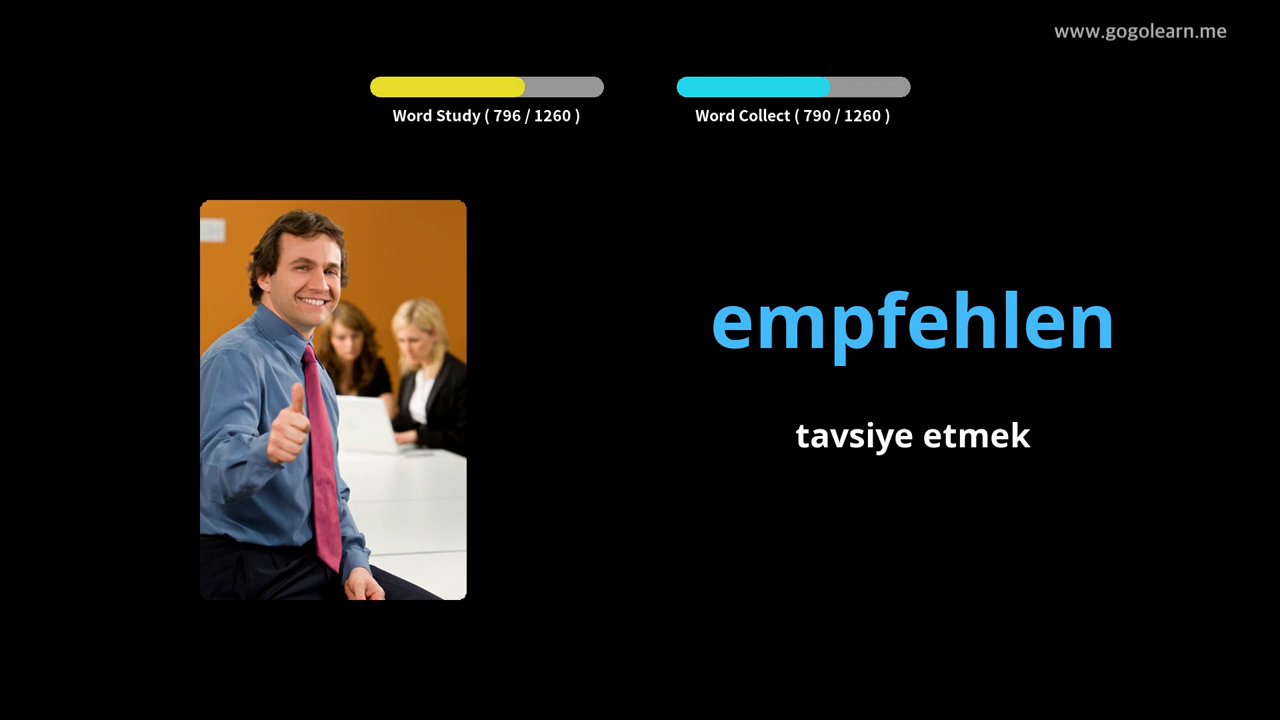 www.gogolearn.me
Word Study ( 796 / 1260 )
Word Collect ( 790 / 1260 )
empfehlen
tavsiye etmek